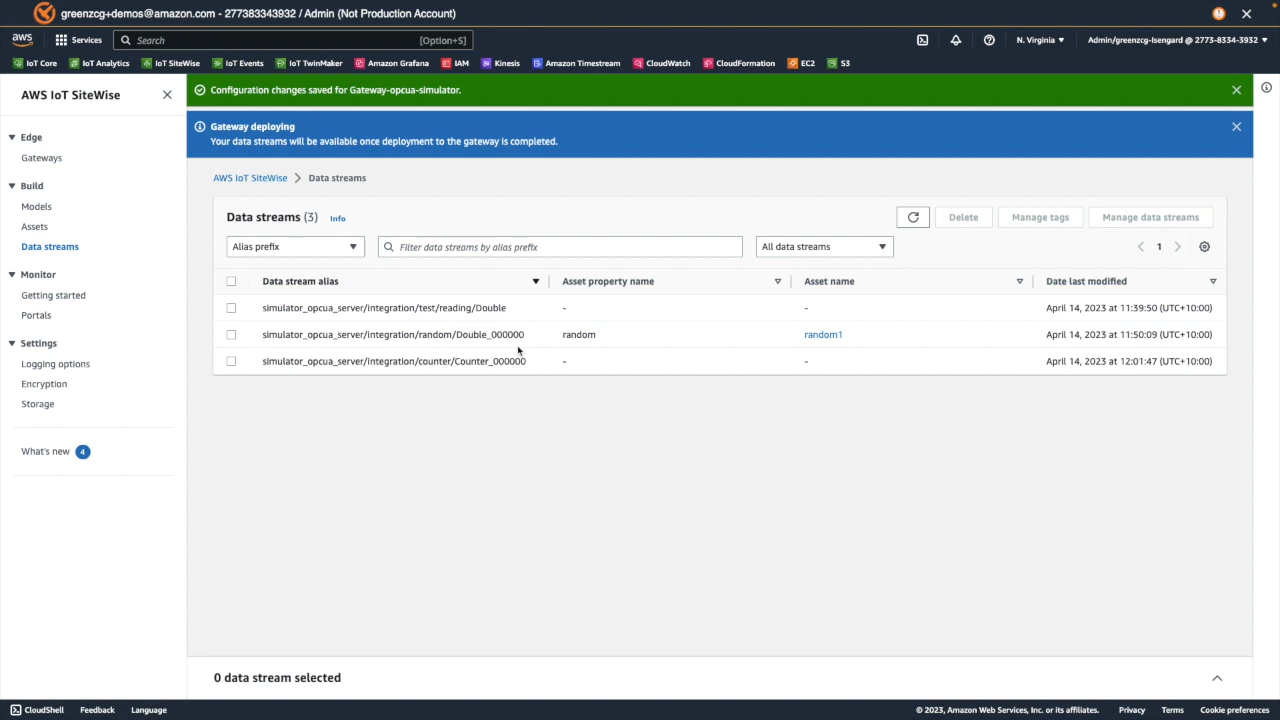 greenzcg+demos@amazon.com - 277383343932 / Admin (Not Production Account)
aws Services Search [Option+S] N. Virginia Admin/greenzcg-Isengard @ 2773-8334-3932
IoT Core IoT Analytics IoT SiteWise IoT Events IoT TwinMaker Amazon Grafana IAM Kinesis Amazon Timestream CloudWatch CloudFormation EC2 S3
AWS IoT SiteWise
Edge
Gateways
Build
Models
Assets
Data streams
Monitor
Getting started
Portals
Settings
Logging options
Encryption
Storage
What's new 4
Configuration changes saved for Gateway-opcua-simulator.
Gateway deploying
Your data streams will be available once deployment to the gateway is completed.
AWS IoT SiteWise > Data streams
Data streams (3) Info Delete Manage tags Manage data streams
Alias prefix Filter data streams by alias prefix All data streams 1
Data stream alias Asset property name Asset name Date last modified
simulator_opcua_server/integration/test/reading/Double - - April 14, 2023 at 11:39:50 (UTC+10:00)
simulator_opcua_server/integration/random/Double_000000 random random1 April 14, 2023 at 11:50:09 (UTC+10:00)
simulator_opcua_server/integration/counter/Counter_000000 - - April 14, 2023 at 12:01:47 (UTC+10:00)
0 data stream selected
CloudShell Feedback Language © 2023, Amazon Web Services, Inc. or its affiliates. Privacy Terms Cookie preferences